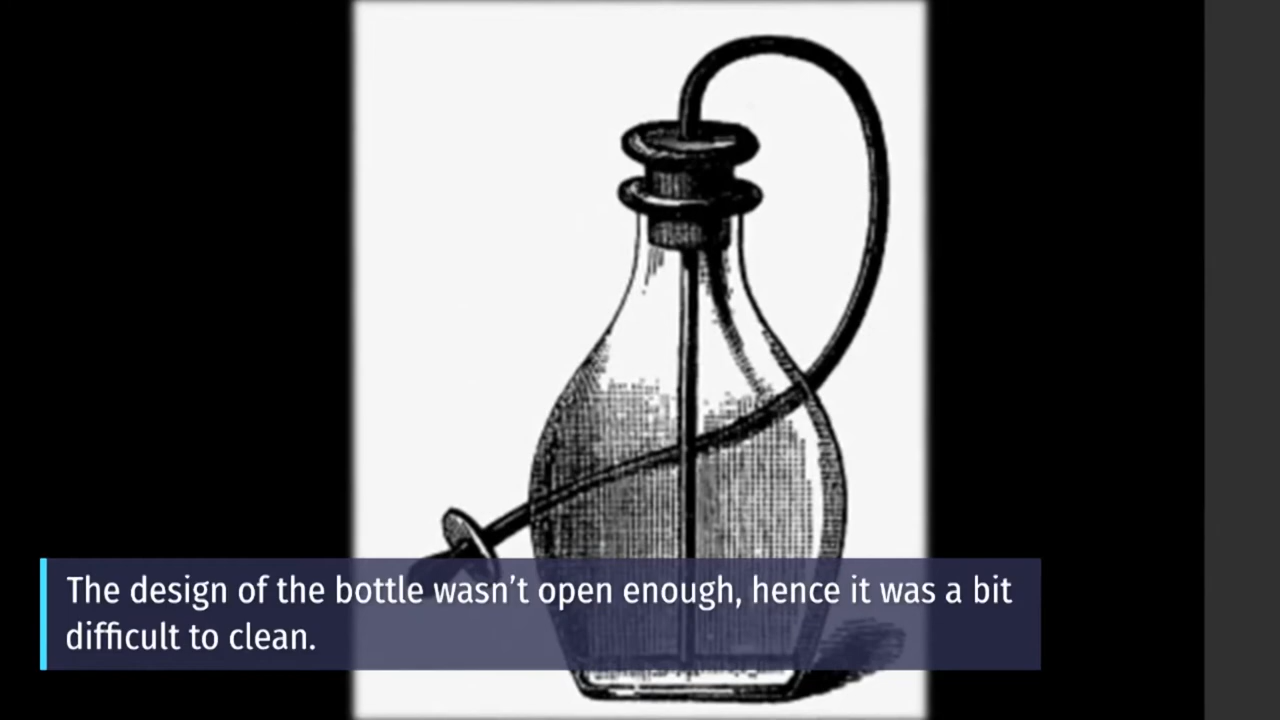 The design of the bottle wasn’t open enough, hence it was a bit
difficult to clean.